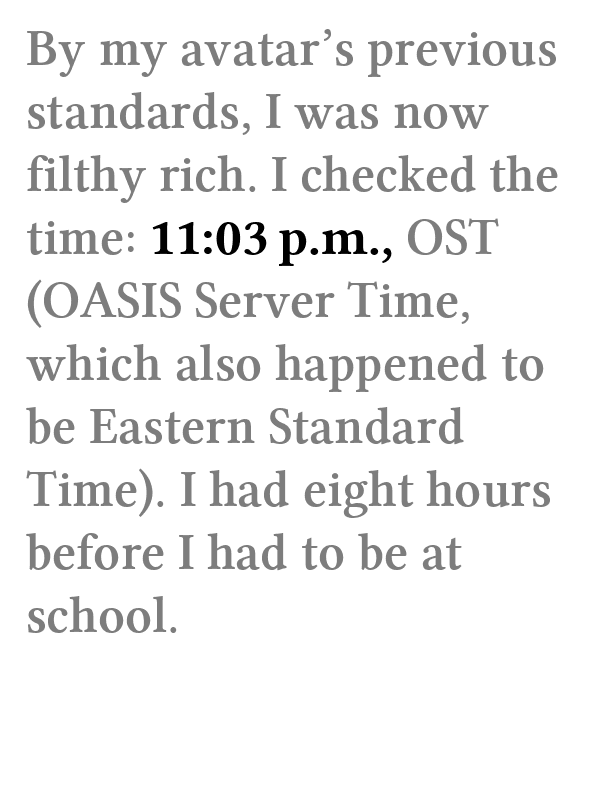 By my avatar’s previous
standards, I was now
filthy rich. I checked the
time: 11:03 p.m., OST
(OASIS Server Time,
which also happened to
be Eastern Standard
Time). I had eight hours
before I had to be at
school.